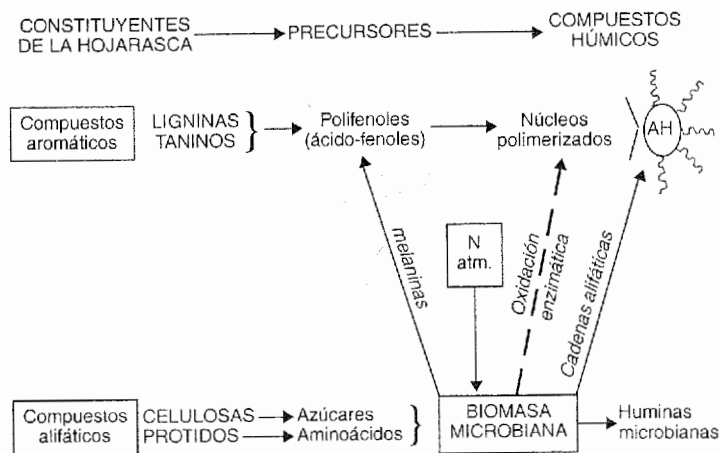 CONSTITUYENTES
DE LA HOJARASCA
PRECURSORES
COMPUESTOS
HÚMICOS
Compuestos
aromáticos
LIGNINAS
TANINOS
Polifenoles
(ácido-fenoles)
Núcleos
polimerizados
AH
melaninas
N
atm.
Oxidación
enzimática
Cadenas alifáticas
Compuestos
alifáticos
CELULOSAS
PROTIDOS
Azúcares
Aminoácidos
BIOMASA
MICROBIANA
Huminas
microbianas